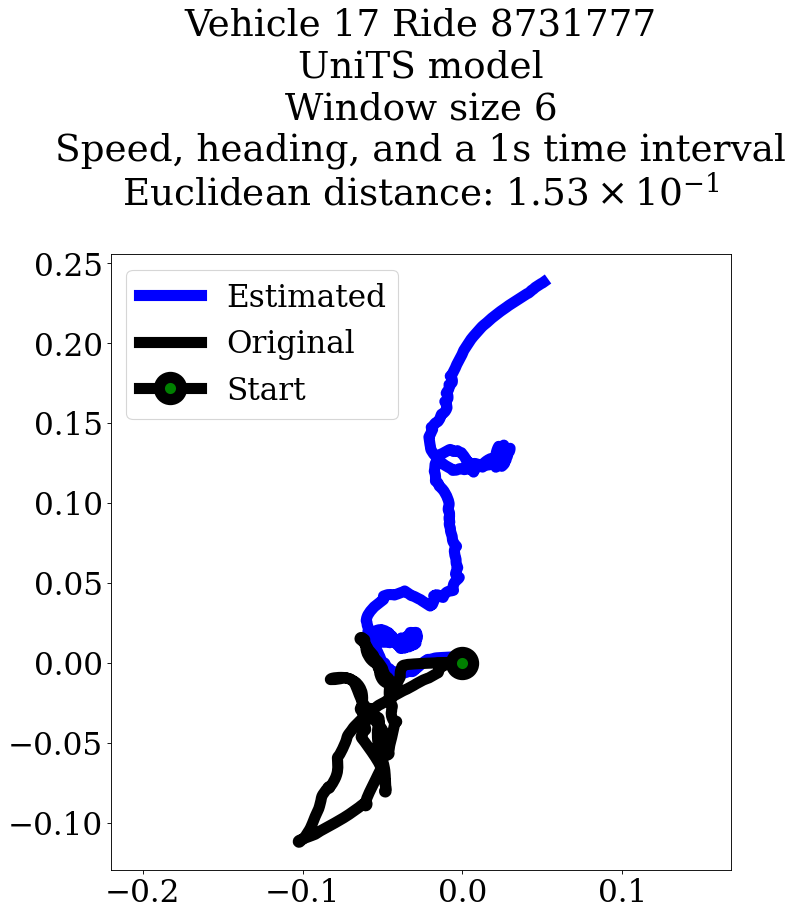 Vehicle 17 Ride 8731777
UniTS model
Window size 6
Speed, heading, and a 1s time interval
Euclidean distance: 1.53 × 10⁻¹
Estimated
Original
Start
0.25
0.20
0.15
0.10
0.05
0.00
−0.05
−0.10
−0.2 −0.1 0.0 0.1